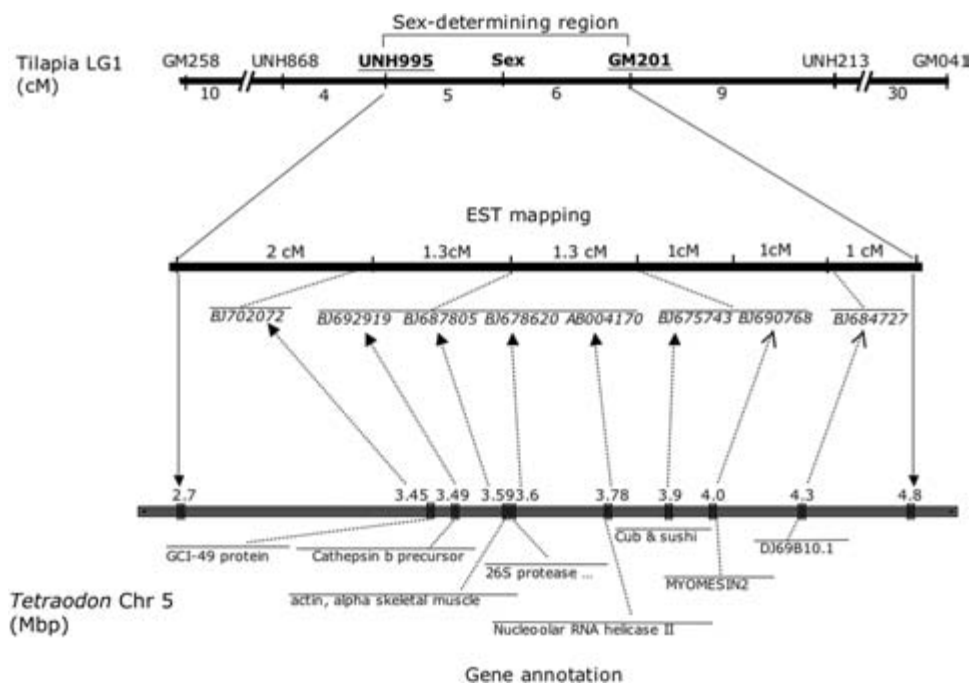 Sex-determining region
Tilapia LG1
(cM)
GM258 UNH868 UNH995 Sex GM201 UNH213 GM041
10 4 5 6 9 30
EST mapping
2 cM 1.3cM 1.3 cM 1cM 1cM 1 cM
BJ702072 BJ692919 BJ687805 BJ678620 AB004170 BJ675743 BJ690768 BJ684727
2.7 3.45 3.49 3.59 3.6 3.78 3.9 4.0 4.3 4.8
GCI-49 protein Cathepsin b precursor Cub & sushi DJ69B10.1
26S protease ... MYOMESIN2
actin, alpha skeletal muscle
Nucleoolar RNA helicase II
Tetraodon Chr 5
(Mbp)
Gene annotation